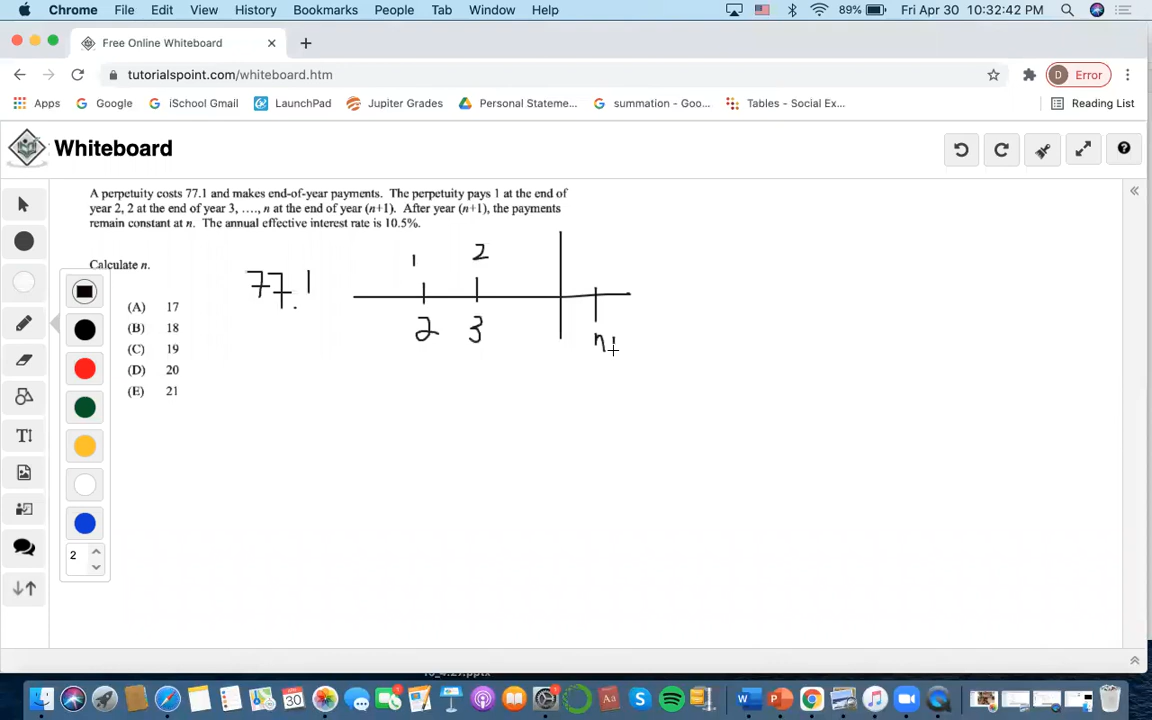 Chrome File Edit View History Bookmarks People Tab Window Help 89% Fri Apr 30 10:32:42 PM
Free Online Whiteboard
tutorialspoint.com/whiteboard.htm D Error
Apps Google iSchool Gmail LaunchPad Jupiter Grades Personal Stateme... summation - Goo... Tables - Social Ex... Reading List
Whiteboard
A perpetuity costs 77.1 and makes end-of-year payments. The perpetuity pays 1 at the end of
year 2, 2 at the end of year 3, …., n at the end of year (n+1). After year (n+1), the payments
remain constant at n. The annual effective interest rate is 10.5%.
Calculate n.
(A) 17
(B) 18
(C) 19
(D) 20
(E) 21
77.1
1 2
2 3 n
T
2